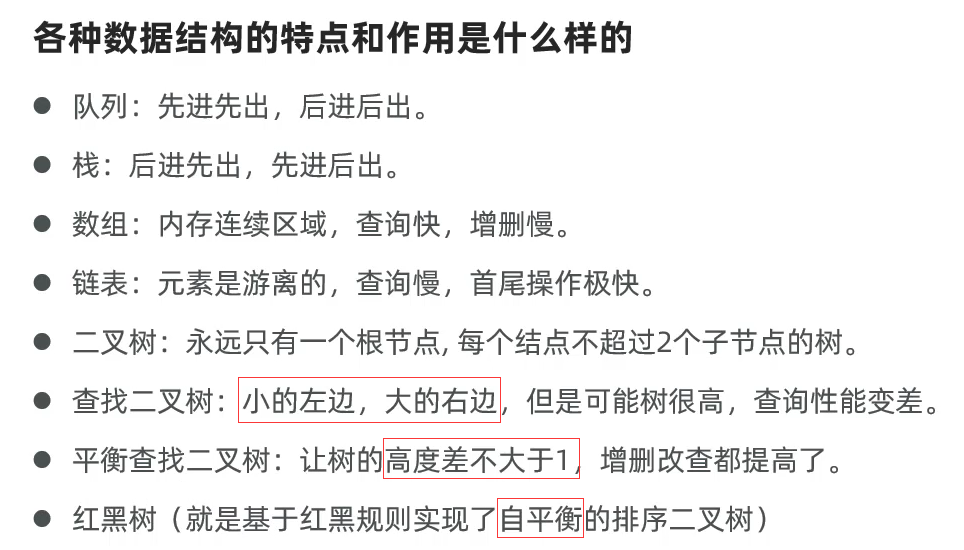 各种数据结构的特点和作用是什么样的
● 队列：先进先出，后进后出。
● 栈：后进先出，先进后出。
● 数组：内存连续区域，查询快，增删慢。
● 链表：元素是游离的，查询慢，首尾操作极快。
● 二叉树：永远只有一个根节点, 每个结点不超过2个子节点的树。
● 查找二叉树：小的左边，大的右边，但是可能树很高，查询性能变差。
● 平衡查找二叉树：让树的高度差不大于1，增删改查都提高了。
● 红黑树（就是基于红黑规则实现了自平衡的排序二叉树）